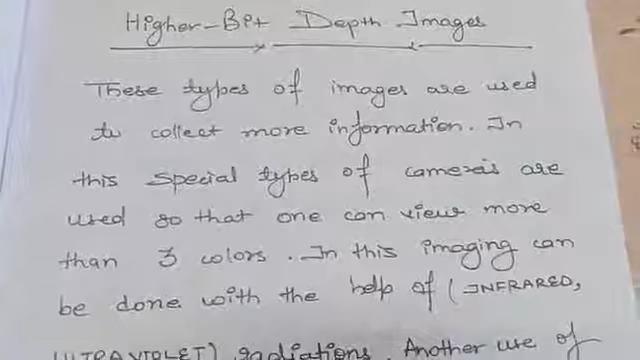 Higher-Bit Depth Images
These types of images are used
to collect more information. In
this special types of camera's are
used so that one can view more
than 3 colors. In this imaging can
be done with the help of (INFRARED,
ULTRAVIOLET) radiations. Another use of